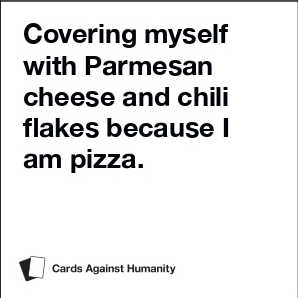 Covering myself
with Parmesan
cheese and chili
flakes because I
am pizza.
Cards Against Humanity